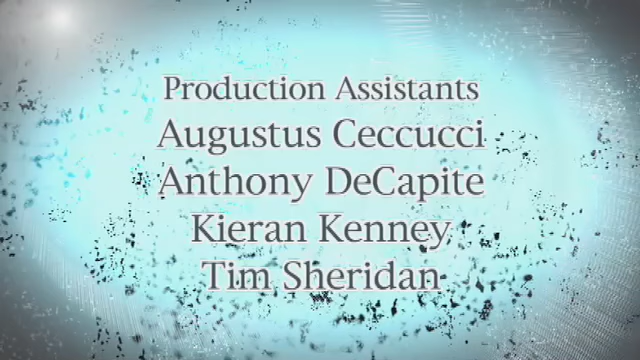 Production Assistants
Augustus Ceccucci
Anthony DeCapite
Kieran Kenney
Tim Sheridan